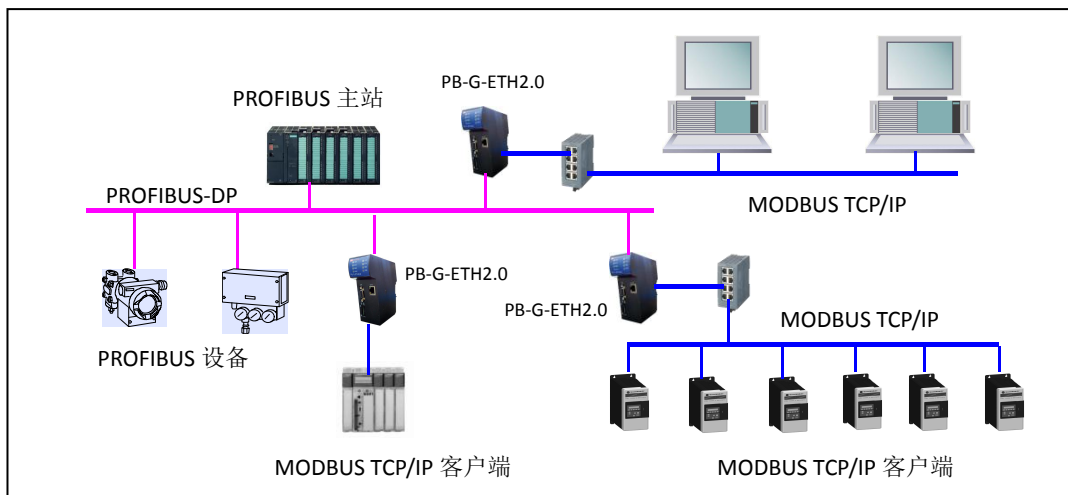 PB-G-ETH2.0
PROFIBUS 主站
PROFIBUS-DP
MODBUS TCP/IP
PB-G-ETH2.0
PB-G-ETH2.0
MODBUS TCP/IP
PROFIBUS 设备
MODBUS TCP/IP 客户端
MODBUS TCP/IP 客户端